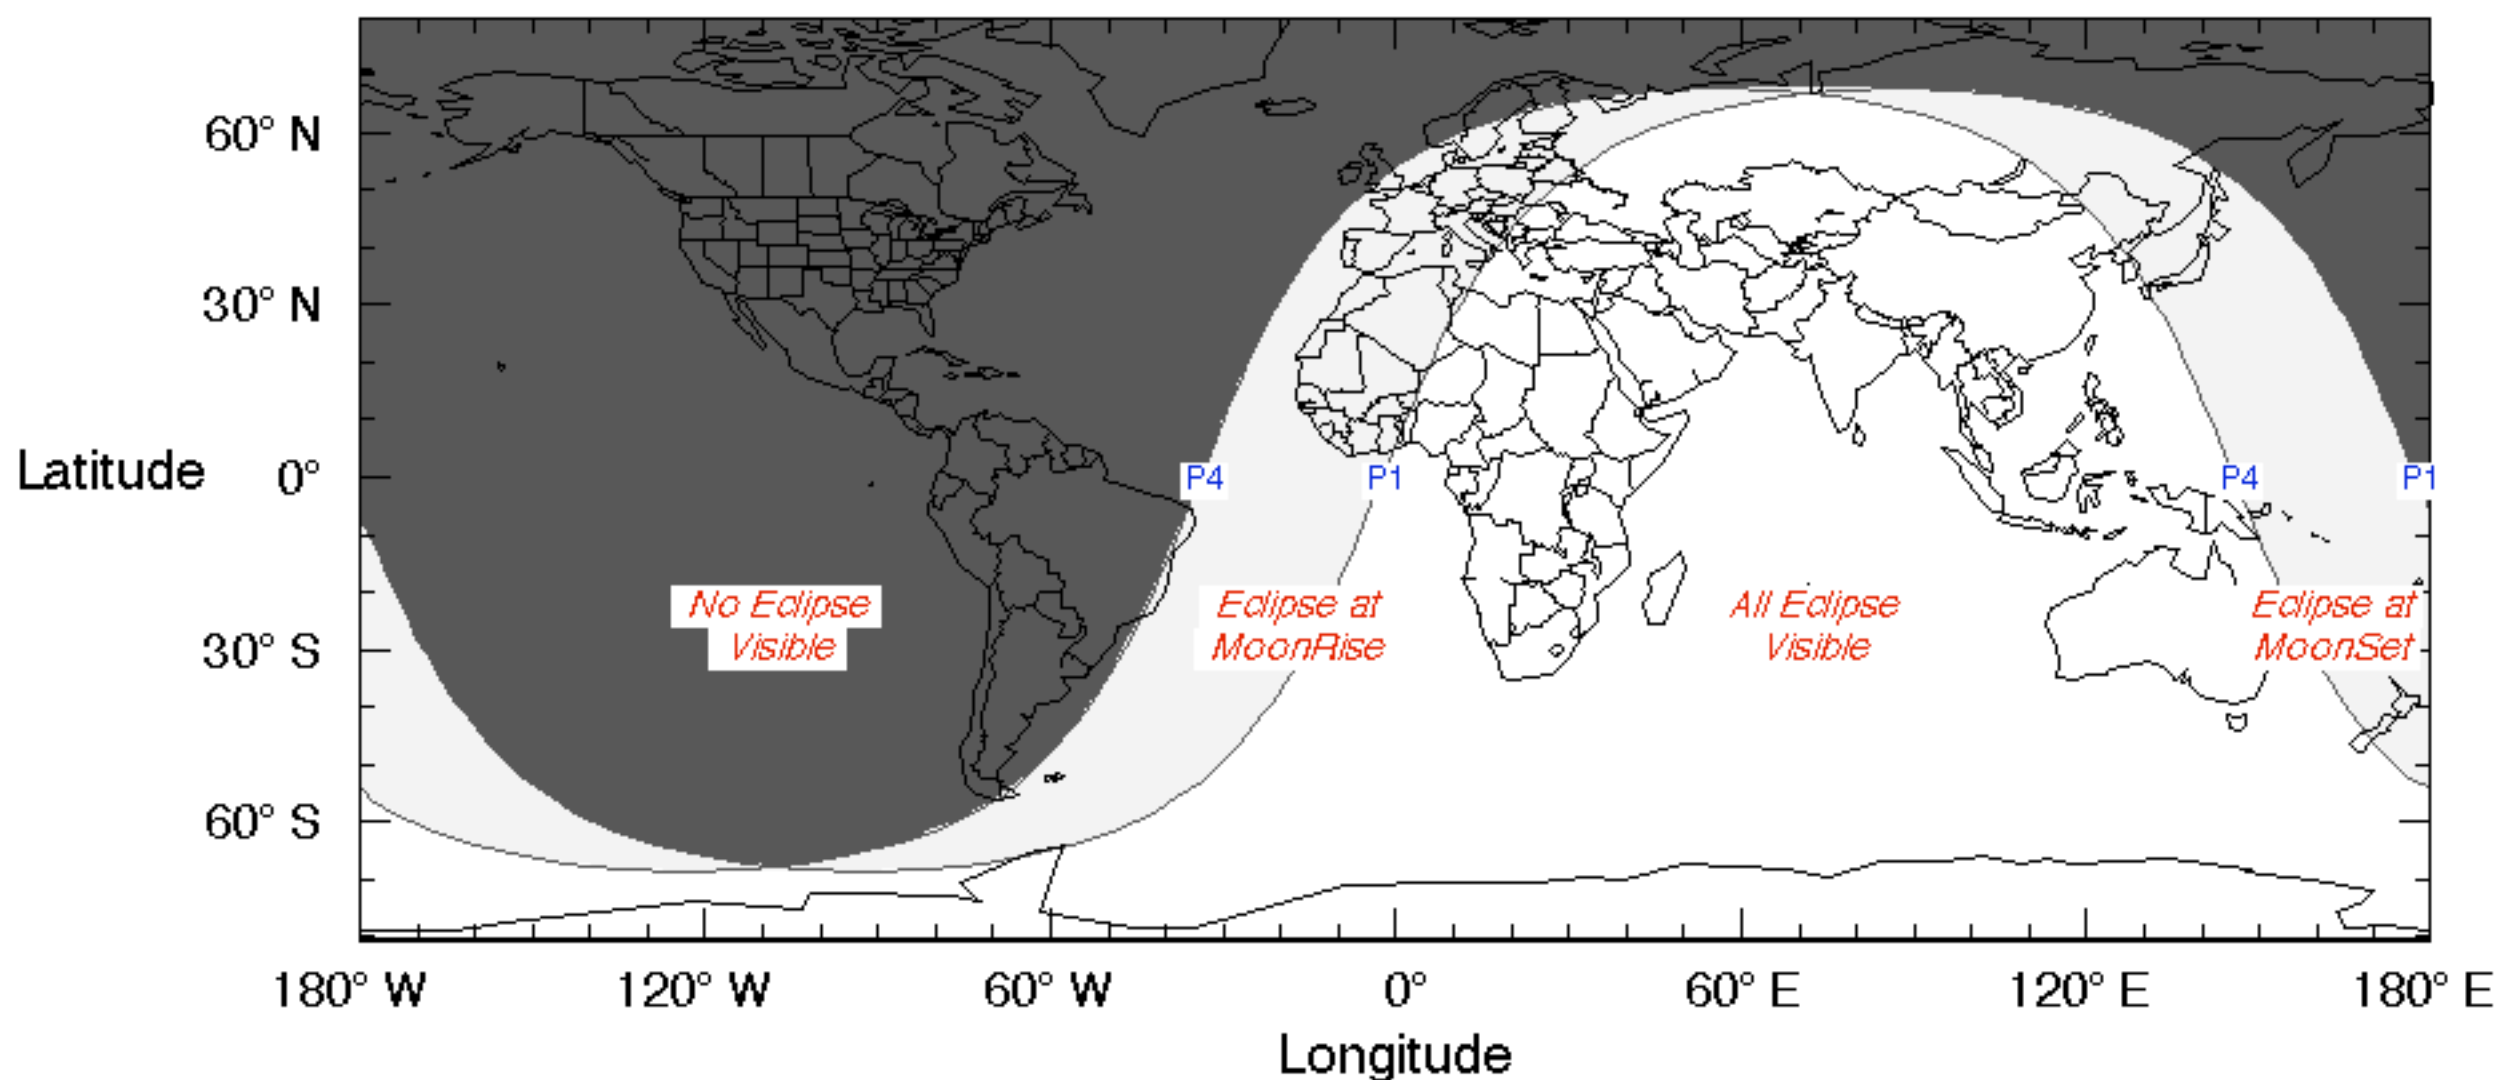 60° N
30° N
Latitude 0°
P4 P1 P4 P1
No Eclipse
Visible
Eclipse at
MoonRise
All Eclipse
Visible
Eclipse at
MoonSet
30° S
60° S
180° W 120° W 60° W 0° 60° E 120° E 180° E
Longitude